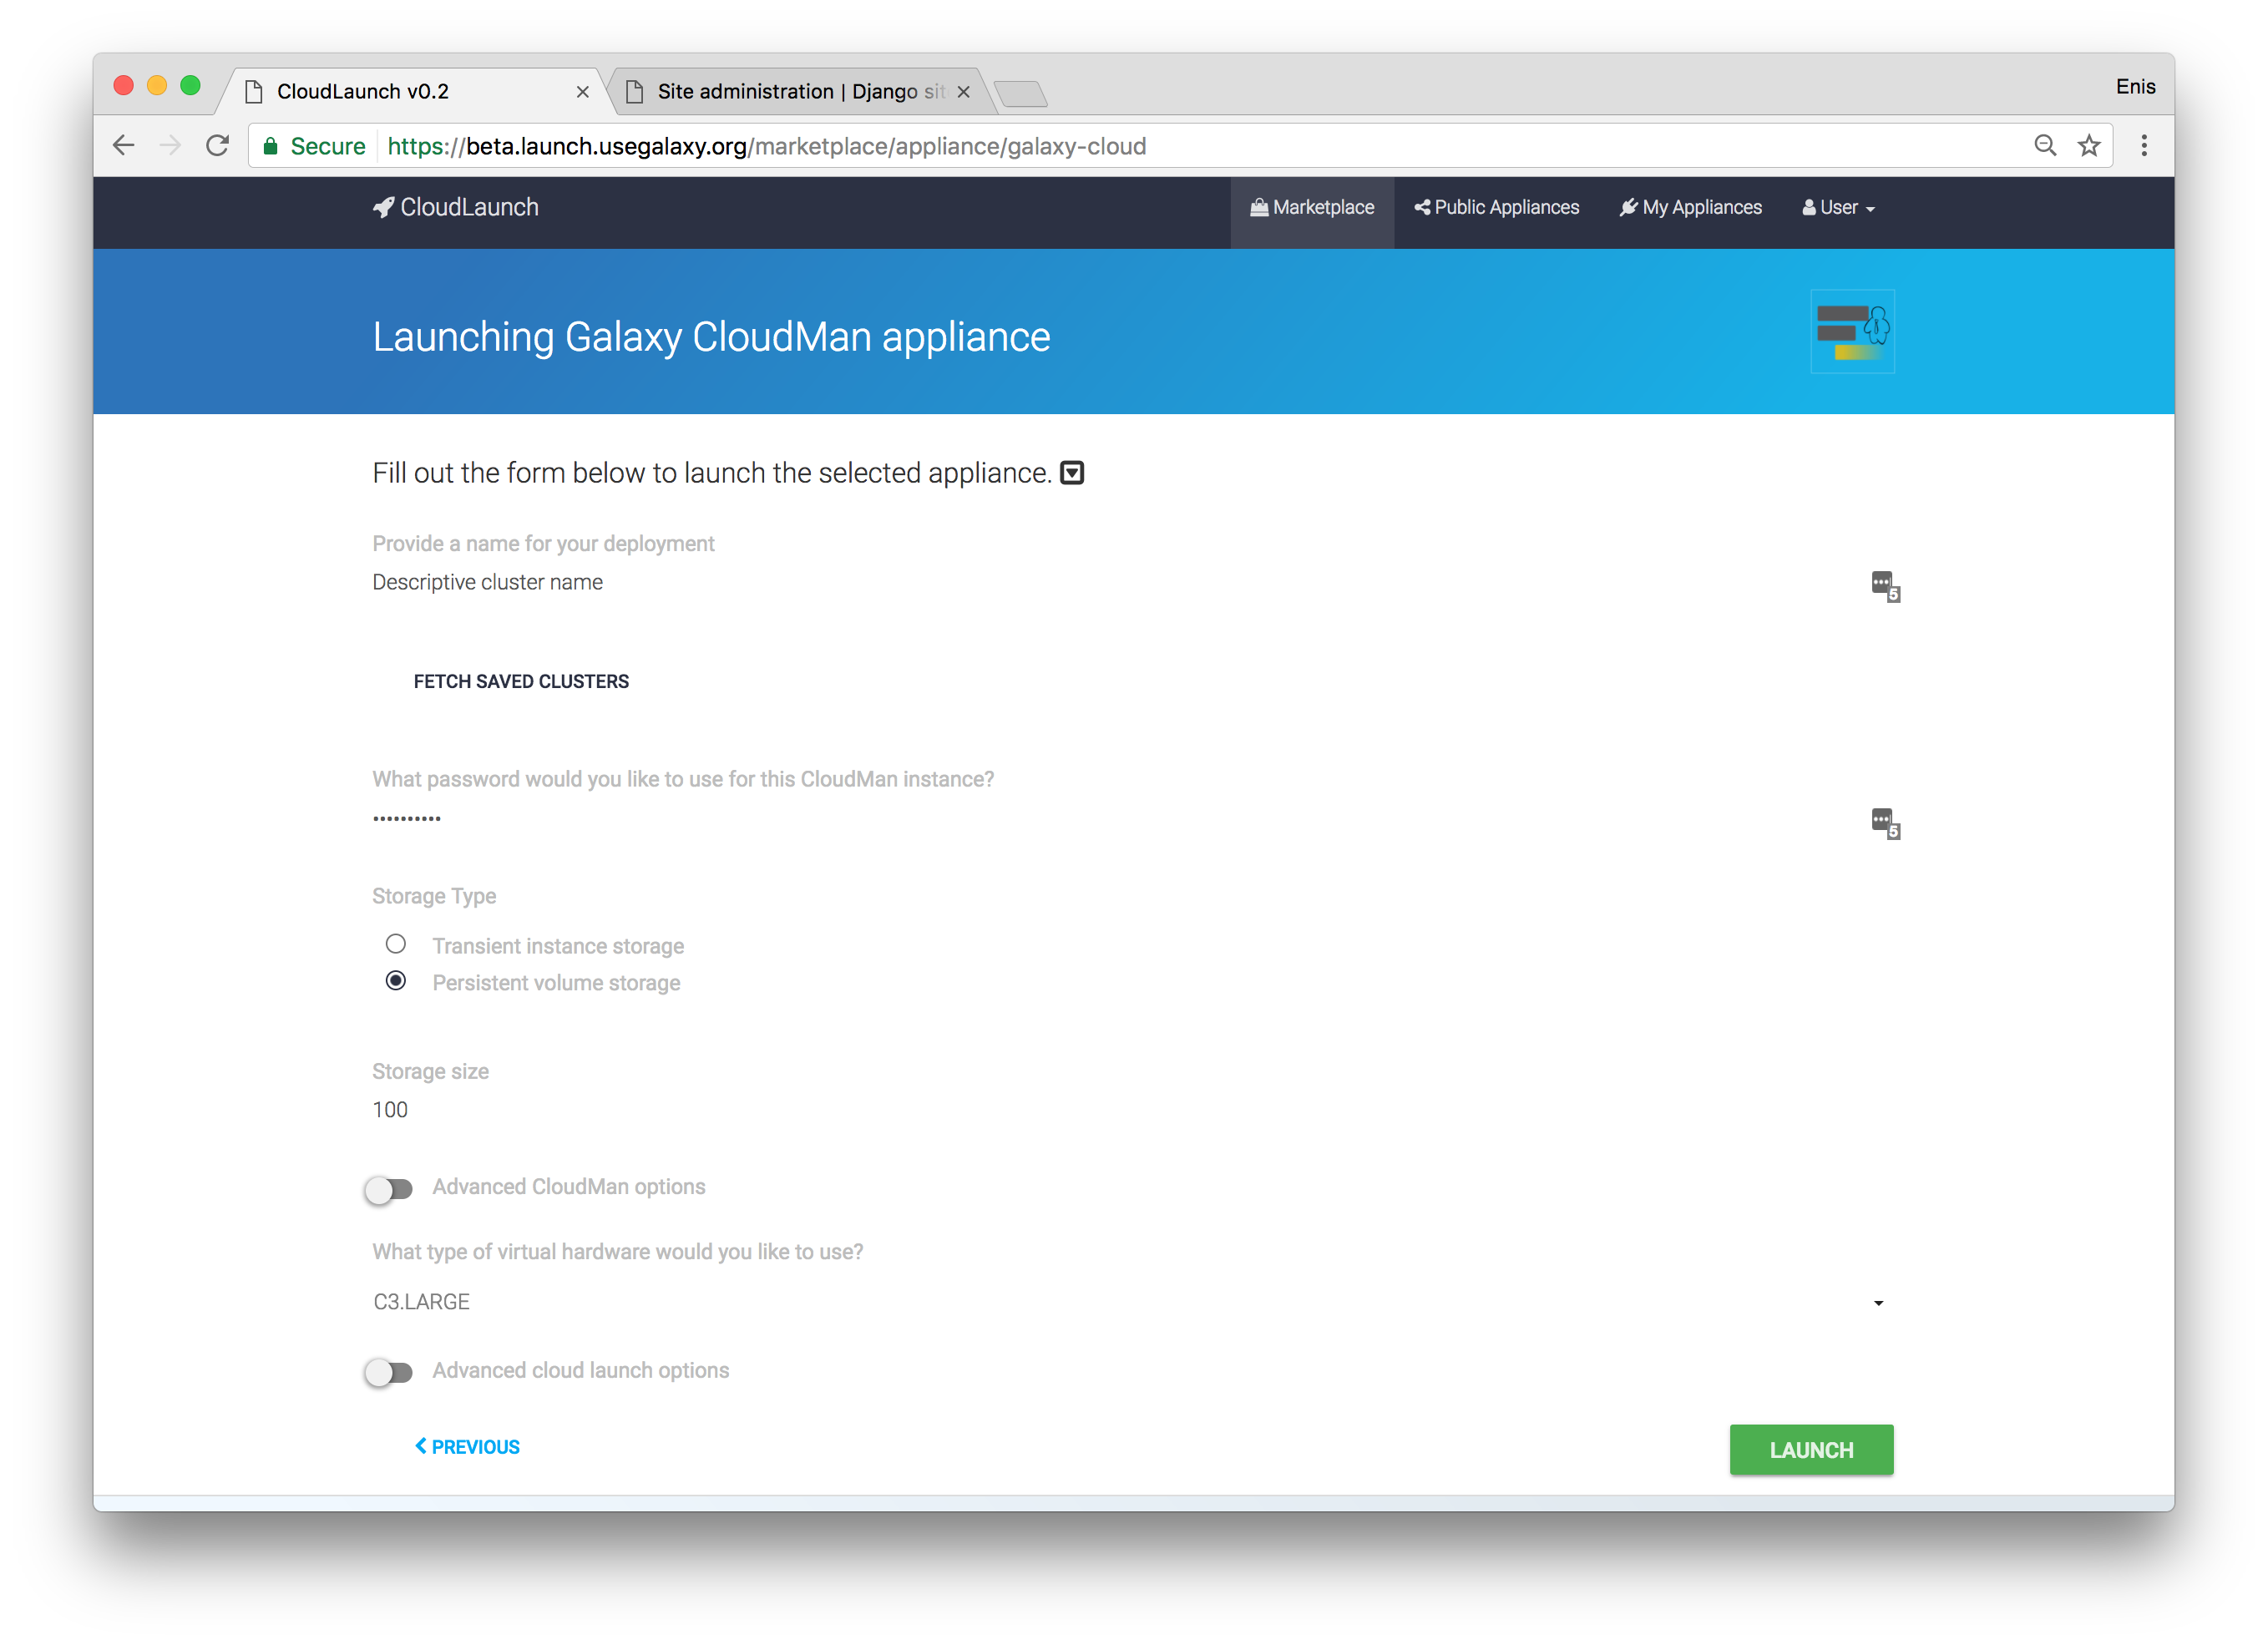 CloudLaunch v0.2
Site administration | Django sit
Enis
Secure https://beta.launch.usegalaxy.org/marketplace/appliance/galaxy-cloud
CloudLaunch
Marketplace
Public Appliances
My Appliances
User
Launching Galaxy CloudMan appliance
Fill out the form below to launch the selected appliance.
Provide a name for your deployment
Descriptive cluster name
5
FETCH SAVED CLUSTERS
What password would you like to use for this CloudMan instance?
••••••••••
5
Storage Type
Transient instance storage
Persistent volume storage
Storage size
100
Advanced CloudMan options
What type of virtual hardware would you like to use?
C3.LARGE
Advanced cloud launch options
PREVIOUS
LAUNCH